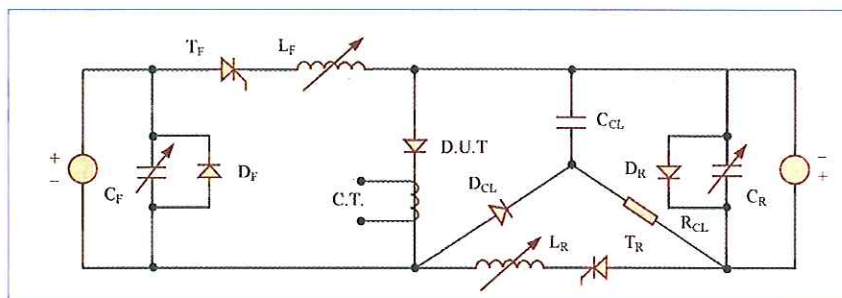 T_F
L_F
+
−
C_F
D_F
D.U.T
C.T.
C_CL
D_CL
R_CL
D_R
C_R
L_R
T_R
−
+